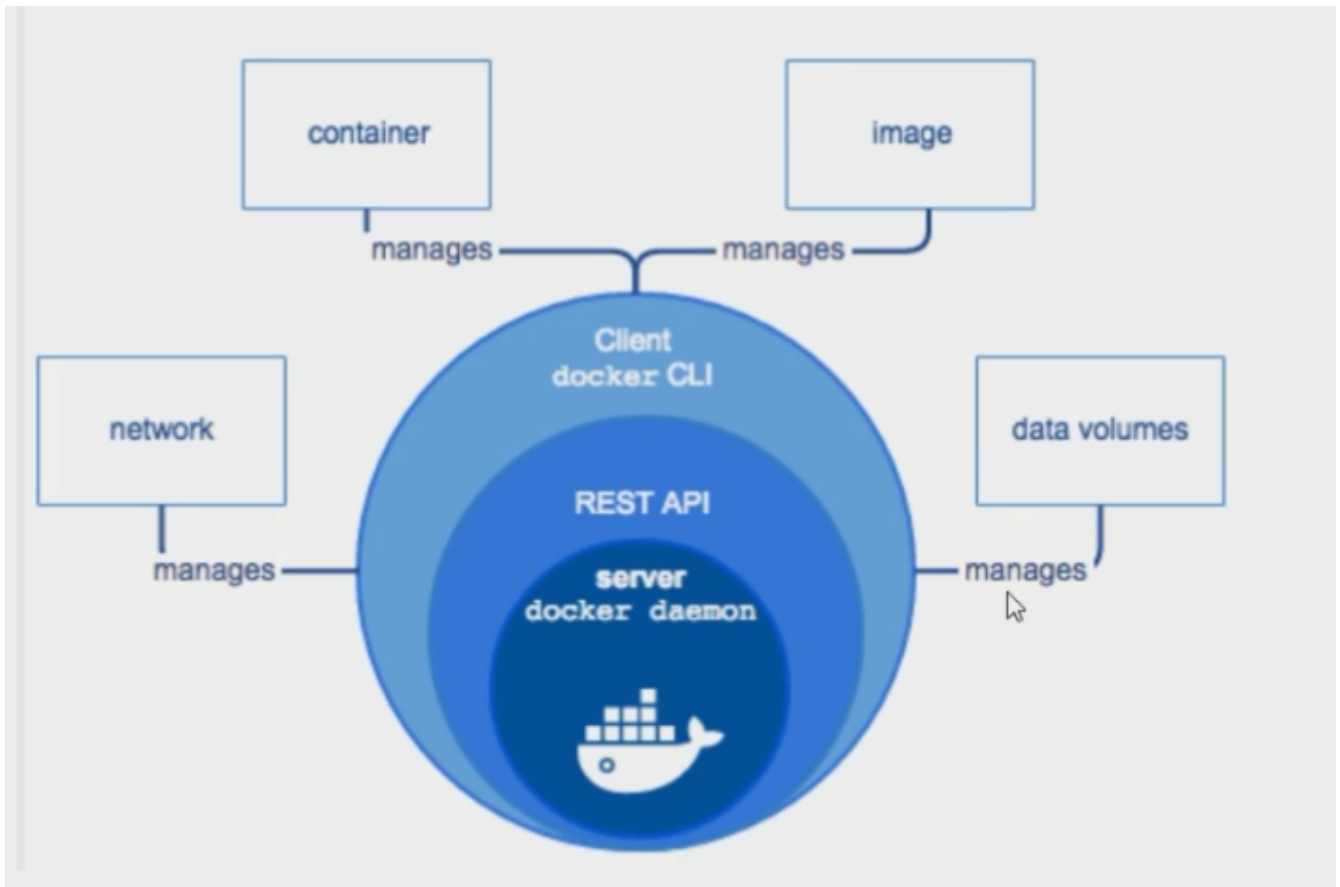 container
image
manages
manages
Client
docker CLI
network
data volumes
REST API
manages
server
docker daemon
manages